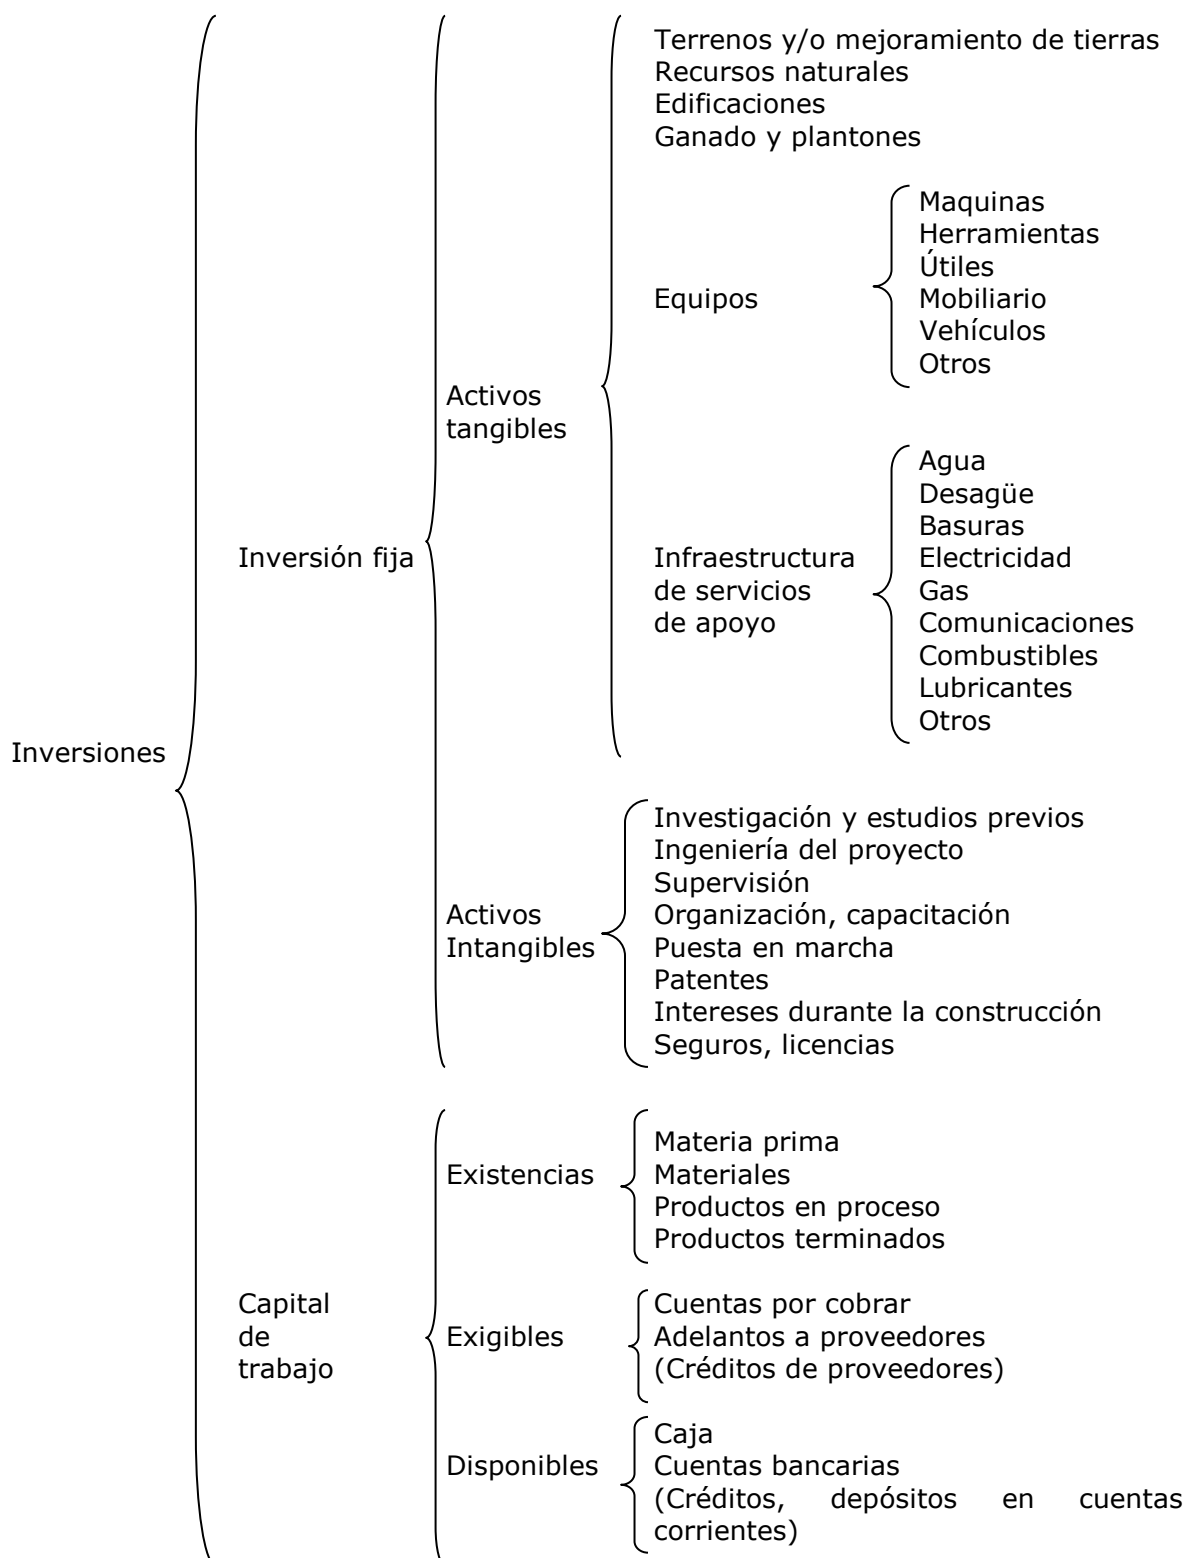 Terrenos y/o mejoramiento de tierras
Recursos naturales
Edificaciones
Ganado y plantones
Maquinas
Herramientas
Útiles
Equipos
Mobiliario
Vehículos
Otros
Activos
tangibles
Agua
Desagüe
Basuras
Inversión fija
Infraestructura
de servicios
de apoyo
Electricidad
Gas
Comunicaciones
Combustibles
Lubricantes
Otros
Inversiones
Investigación y estudios previos
Ingeniería del proyecto
Supervisión
Activos
Intangibles
Organización, capacitación
Puesta en marcha
Patentes
Intereses durante la construcción
Seguros, licencias
Existencias
Materia prima
Materiales
Productos en proceso
Productos terminados
Capital
de
trabajo
Exigibles
Cuentas por cobrar
Adelantos a proveedores
(Créditos de proveedores)
Disponibles
Caja
Cuentas bancarias
(Créditos, depósitos en cuentas
corrientes)